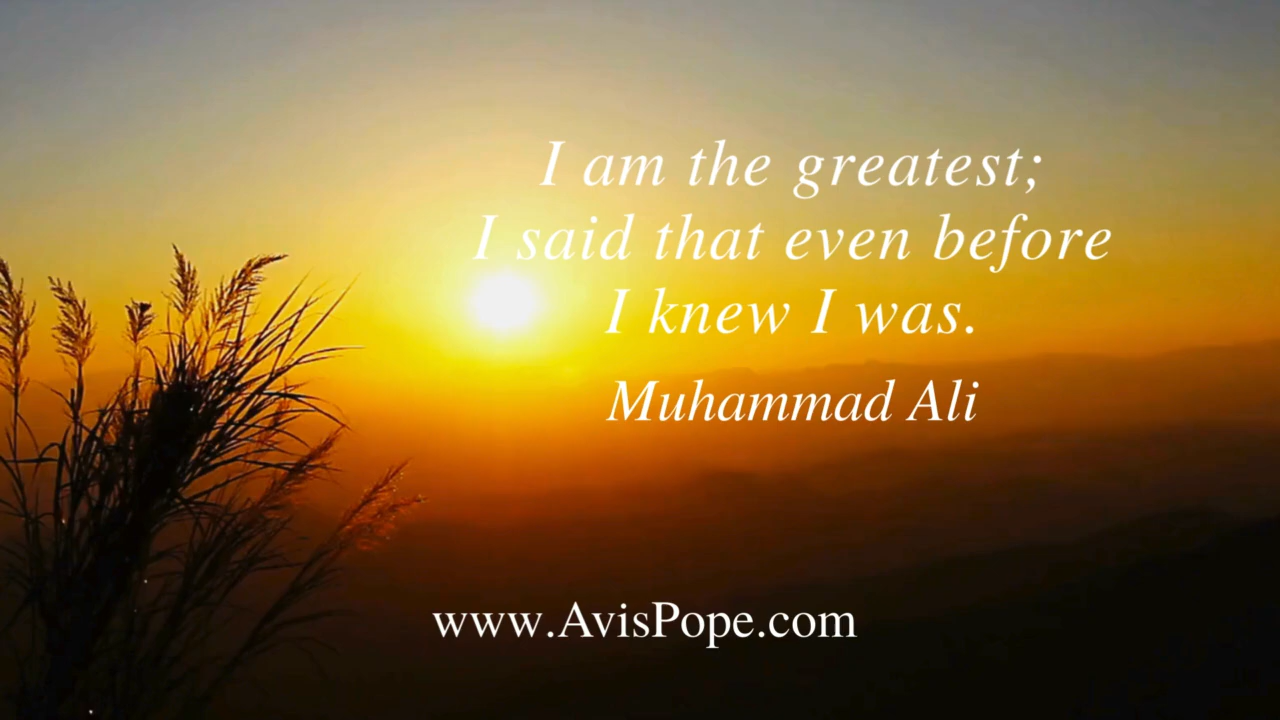 I am the greatest;
I said that even before
I knew I was.
Muhammad Ali
www.AvisPope.com